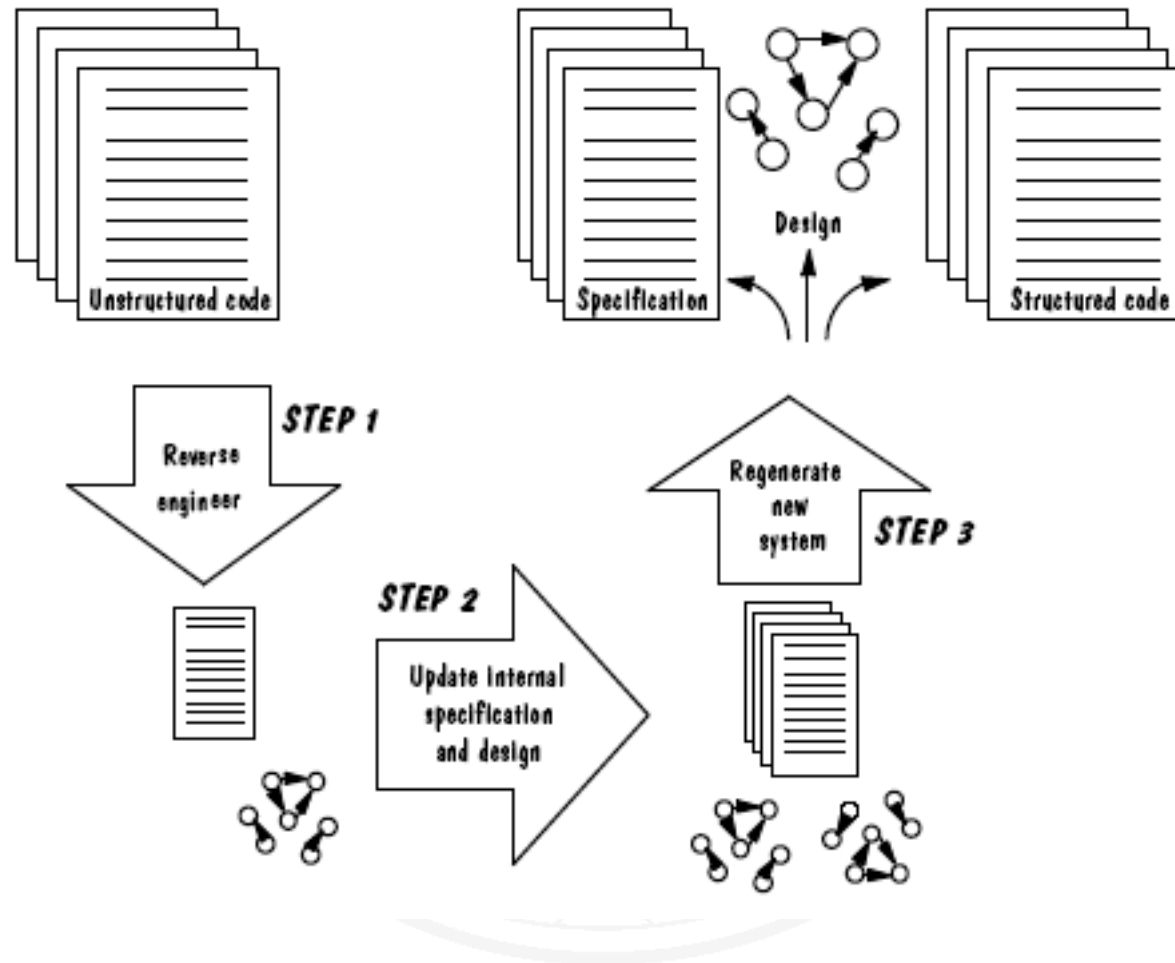 Design
Unstructured code
Specification
Structured code
STEP 1
Reverse
engineer
Regenerate
new
system
STEP 3
STEP 2
Update internal
specification
and design